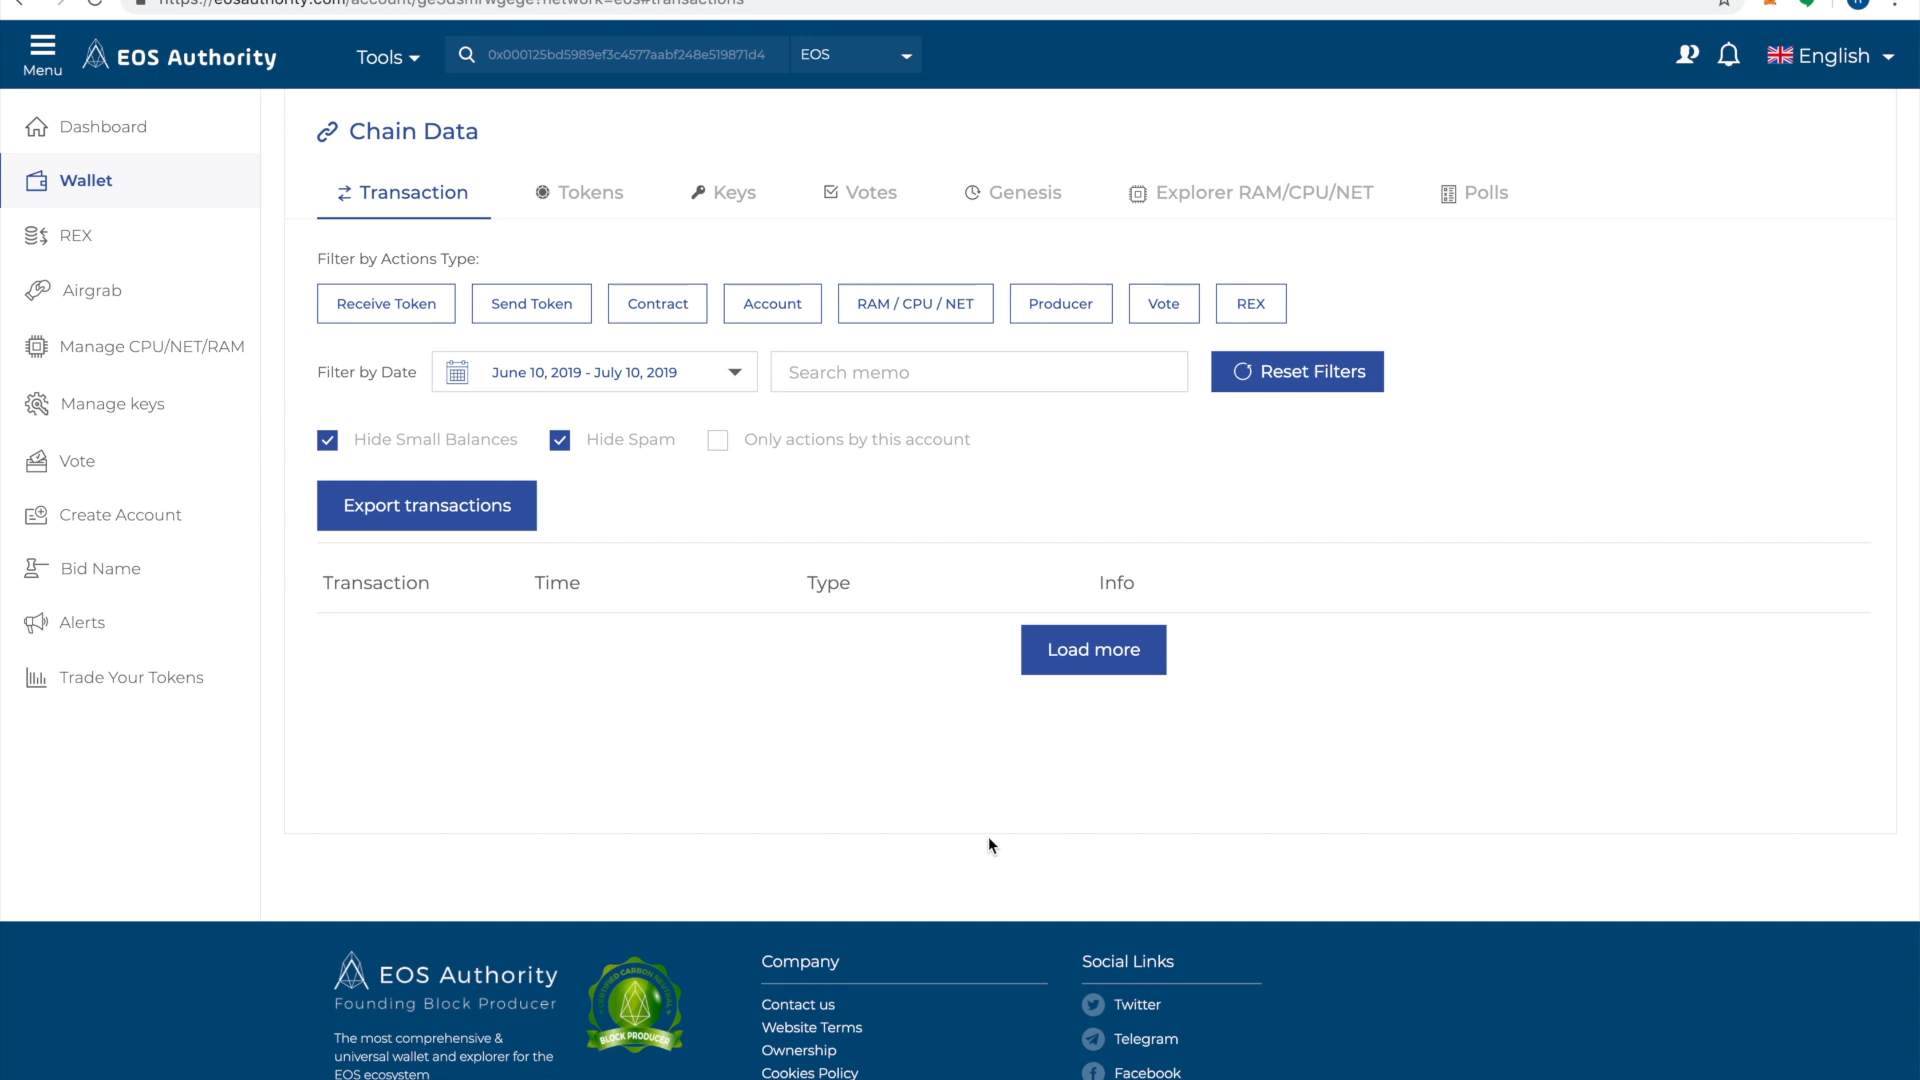 Menu
EOS Authority
Tools
0x000125bd5989ef3c4577aabf248e519871d4
EOS
English
Dashboard
Wallet
REX
Airgrab
Manage CPU/NET/RAM
Manage keys
Vote
Create Account
Bid Name
Alerts
Trade Your Tokens
Chain Data
Transaction
Tokens
Keys
Votes
Genesis
Explorer RAM/CPU/NET
Polls
Filter by Actions Type:
Receive Token
Send Token
Contract
Account
RAM / CPU / NET
Producer
Vote
REX
Filter by Date
June 10, 2019 - July 10, 2019
Search memo
Reset Filters
Hide Small Balances
Hide Spam
Only actions by this account
Export transactions
Transaction Time Type Info
Load more
EOS Authority
Founding Block Producer
The most comprehensive &
universal wallet and explorer for the
EOS ecosystem
CERTIFIED CARBON NEUTRAL
BLOCK PRODUCER
Company
Contact us
Website Terms
Ownership
Cookies Policy
Social Links
Twitter
Telegram
Facebook